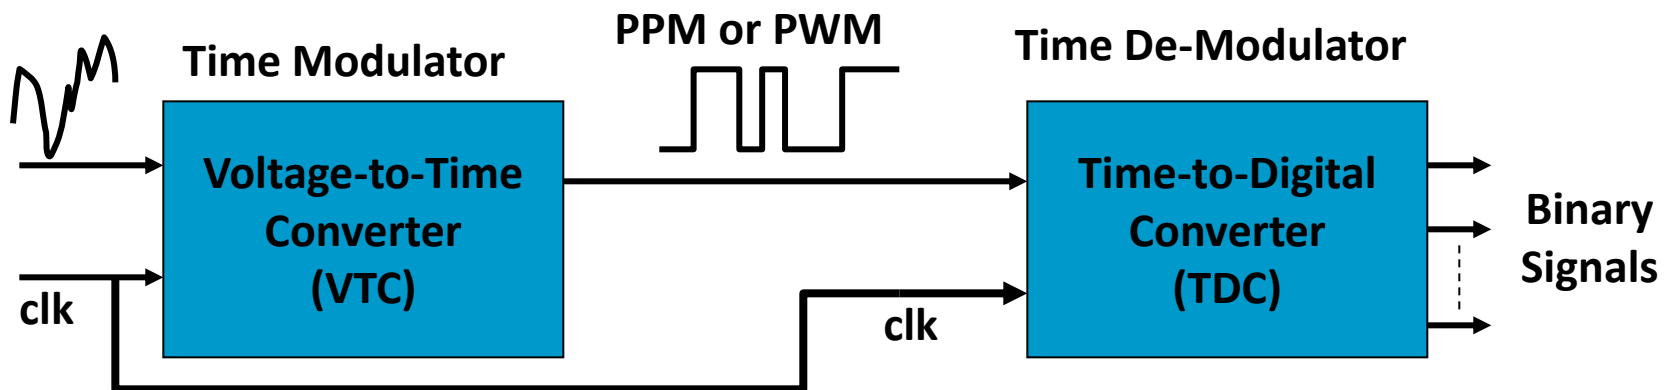 Time Modulator
PPM or PWM
Time De-Modulator
Voltage-to-Time
Converter
(VTC)
Time-to-Digital
Converter
(TDC)
Binary
Signals
clk
clk